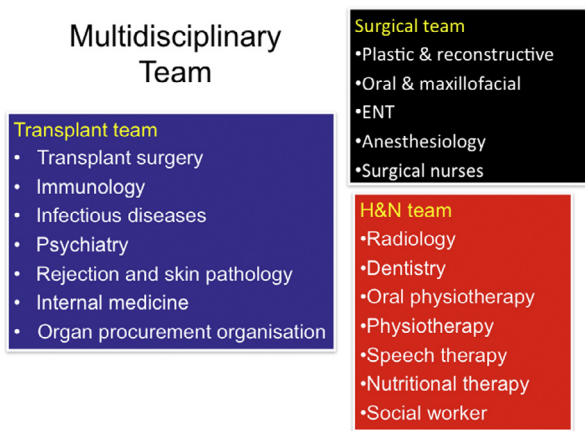 Multidisciplinary
Team
Transplant team
• Transplant surgery
• Immunology
• Infectious diseases
• Psychiatry
• Rejection and skin pathology
• Internal medicine
• Organ procurement organisation
Surgical team
•Plastic & reconstructive
•Oral & maxillofacial
•ENT
•Anesthesiology
•Surgical nurses
H&N team
•Radiology
•Dentistry
•Oral physiotherapy
•Physiotherapy
•Speech therapy
•Nutritional therapy
•Social worker